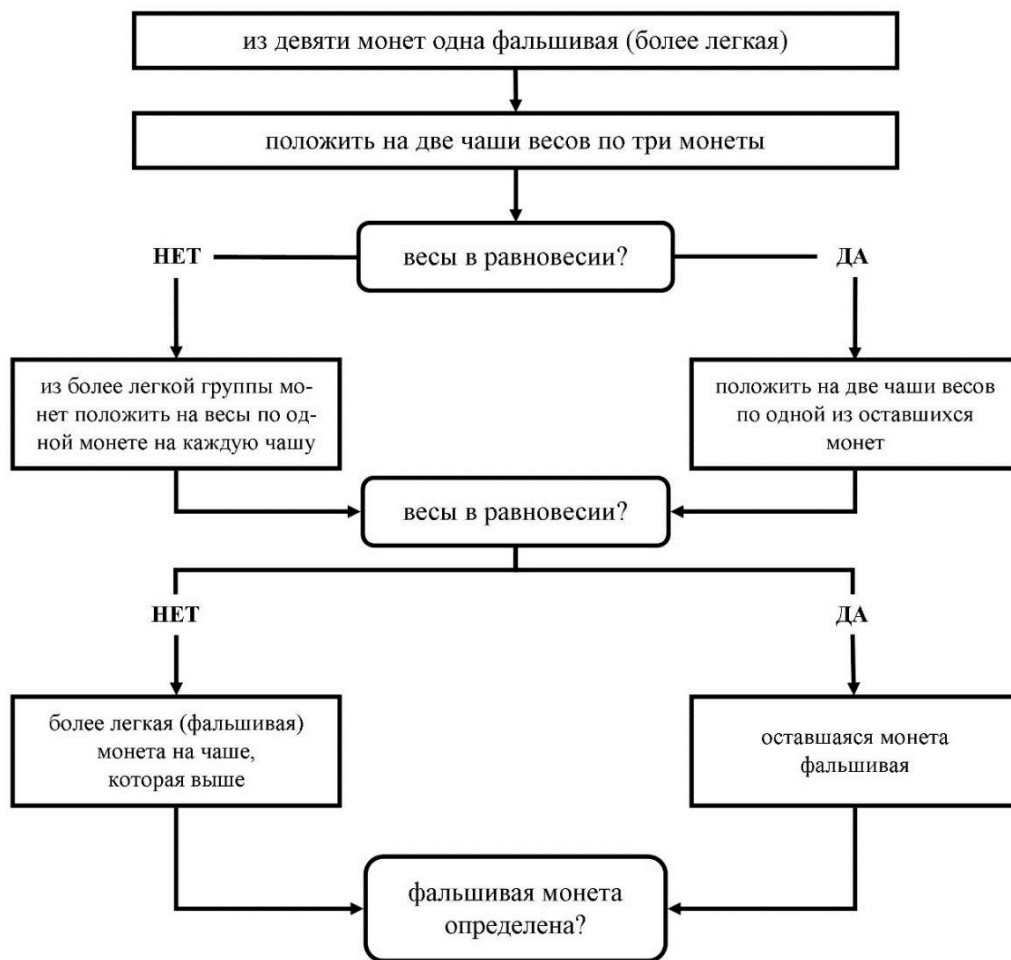 из девяти монет одна фальшивая (более легкая)
положить на две чаши весов по три монеты
весы в равновесии?
НЕТ
ДА
из более легкой группы мо-
нет положить на весы по од-
ной монете на каждую чашу
положить на две чаши весов
по одной из оставшихся
монет
весы в равновесии?
НЕТ
ДА
более легкая (фальшивая)
монета на чаше,
которая выше
оставшаяся монета
фальшивая
фальшивая монета
определена?